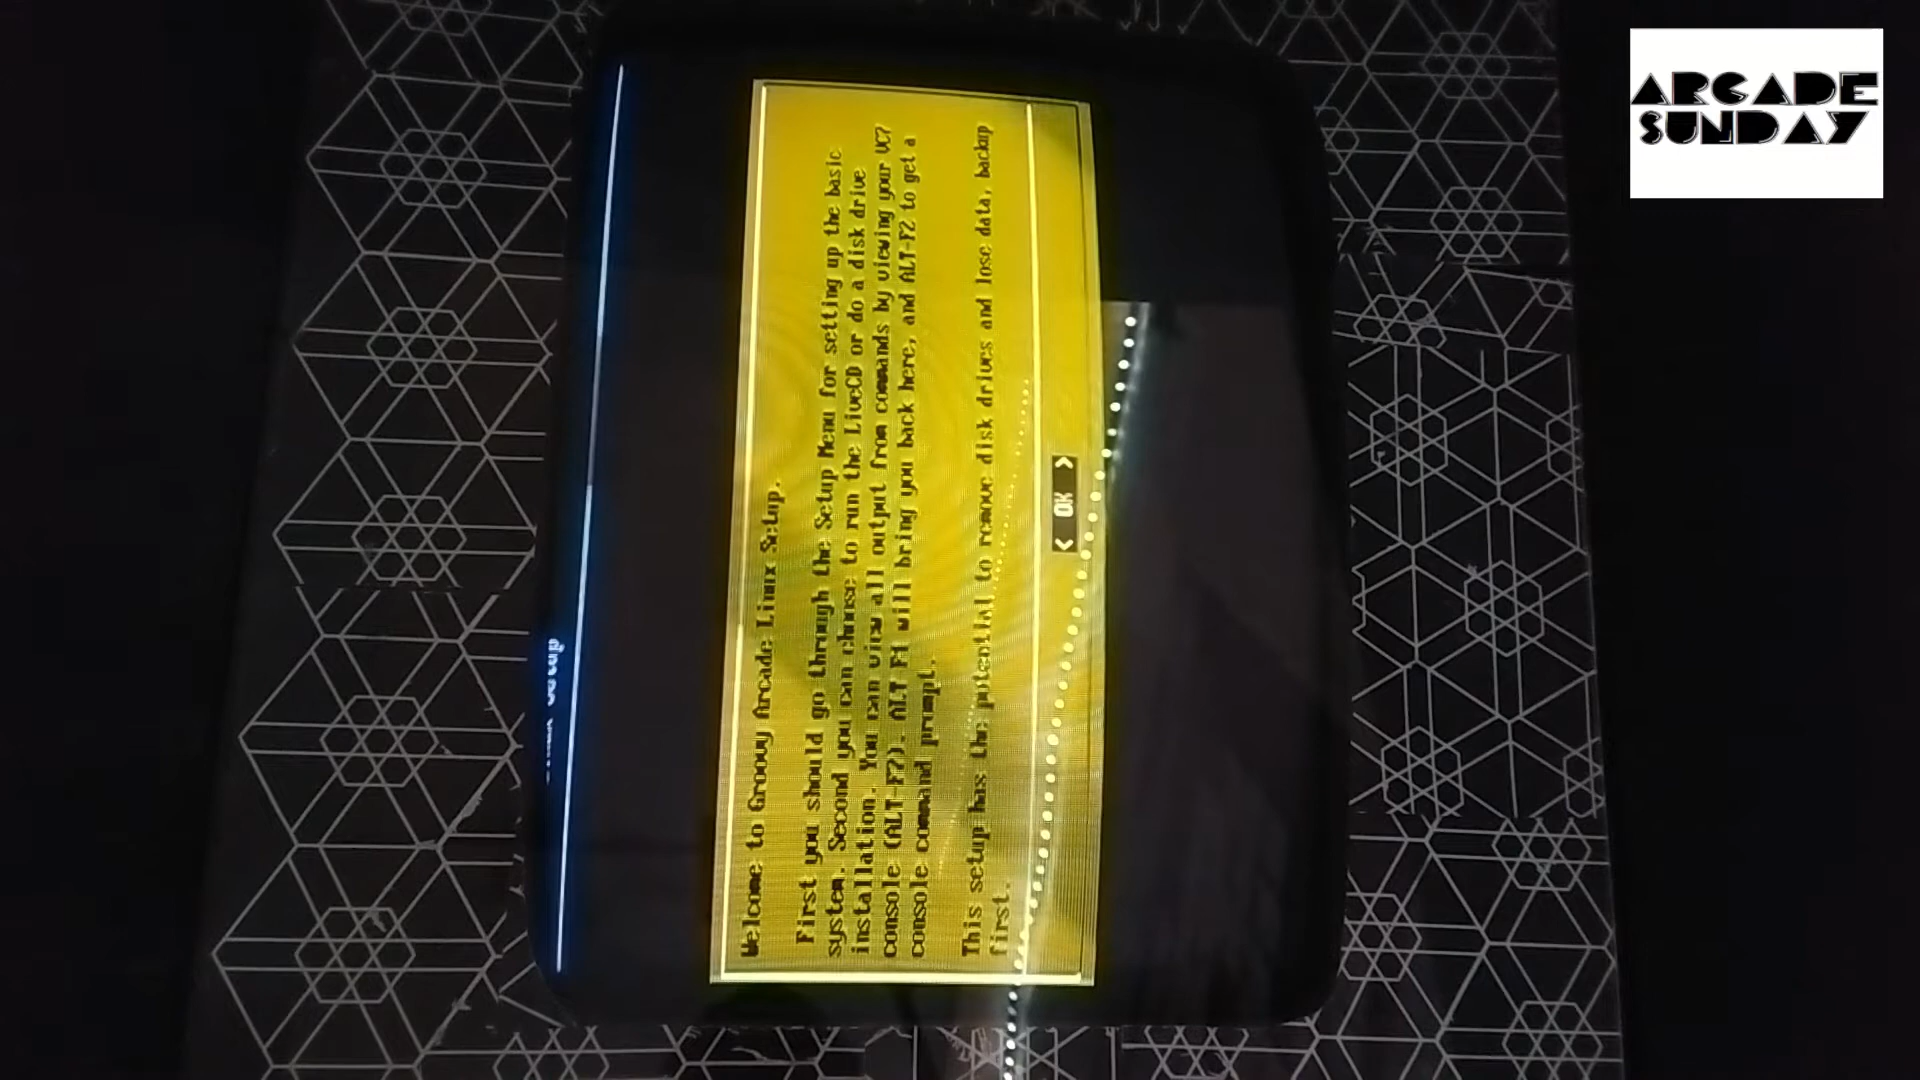 Welcome to Groovy Arcade Linux Setup.
First you should go through the Setup Menu for setting up the basic
system. Second you can choose to run the LiveCD or do a disk drive
installation. You can view all output from commands by viewing your VC7
console (ALT-F7). ALT-F1 will bring you back here, and ALT-F2 to get a
console command prompt.
This setup has the potential to remove disk drives and lose data, backup
first.
< OK >
Setup
ARCADE
SUNDAY